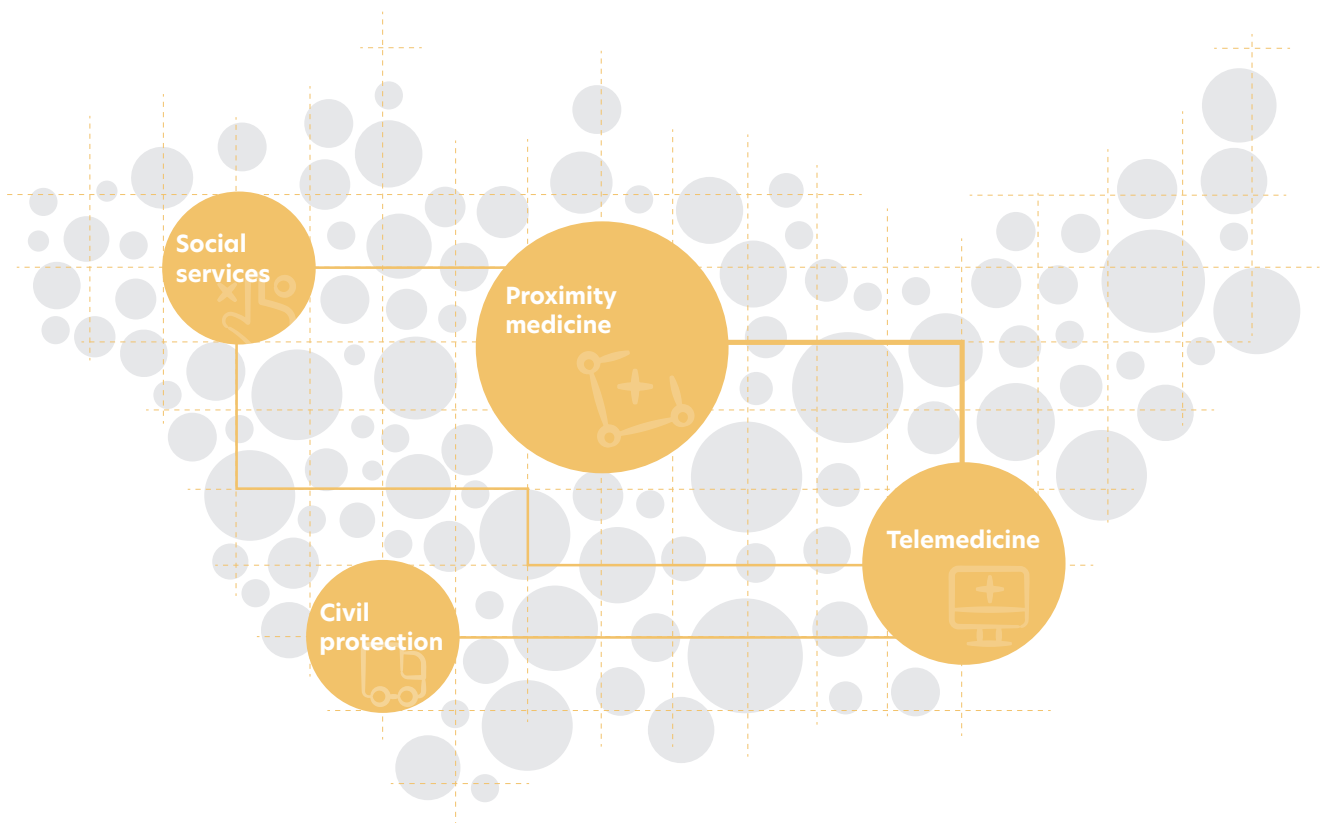 Social
services
Proximity
medicine
Telemedicine
Civil
protection